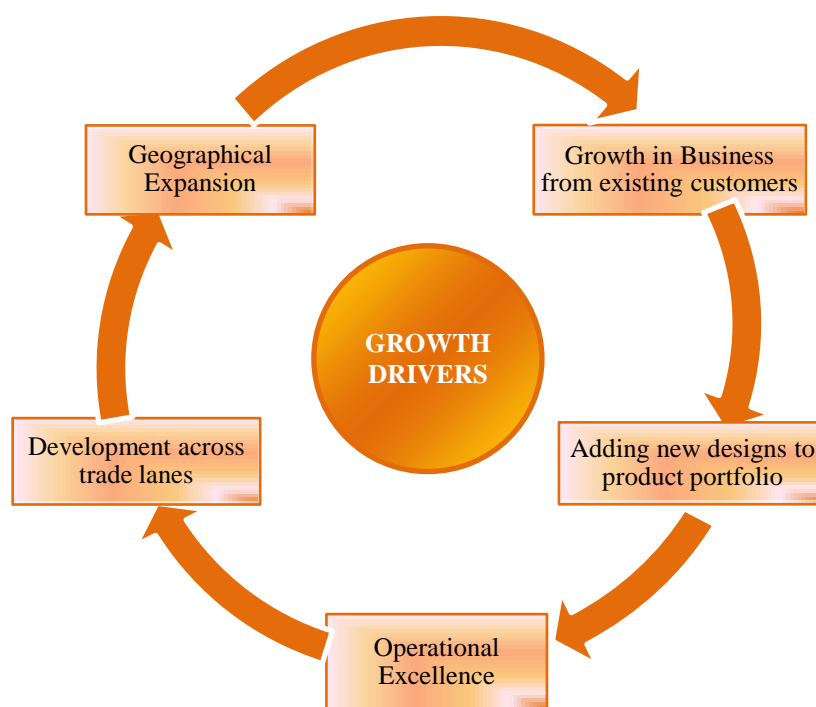 Geographical
Expansion
Growth in Business
from existing customers
GROWTH
DRIVERS
Development across
trade lanes
Adding new designs to
product portfolio
Operational
Excellence